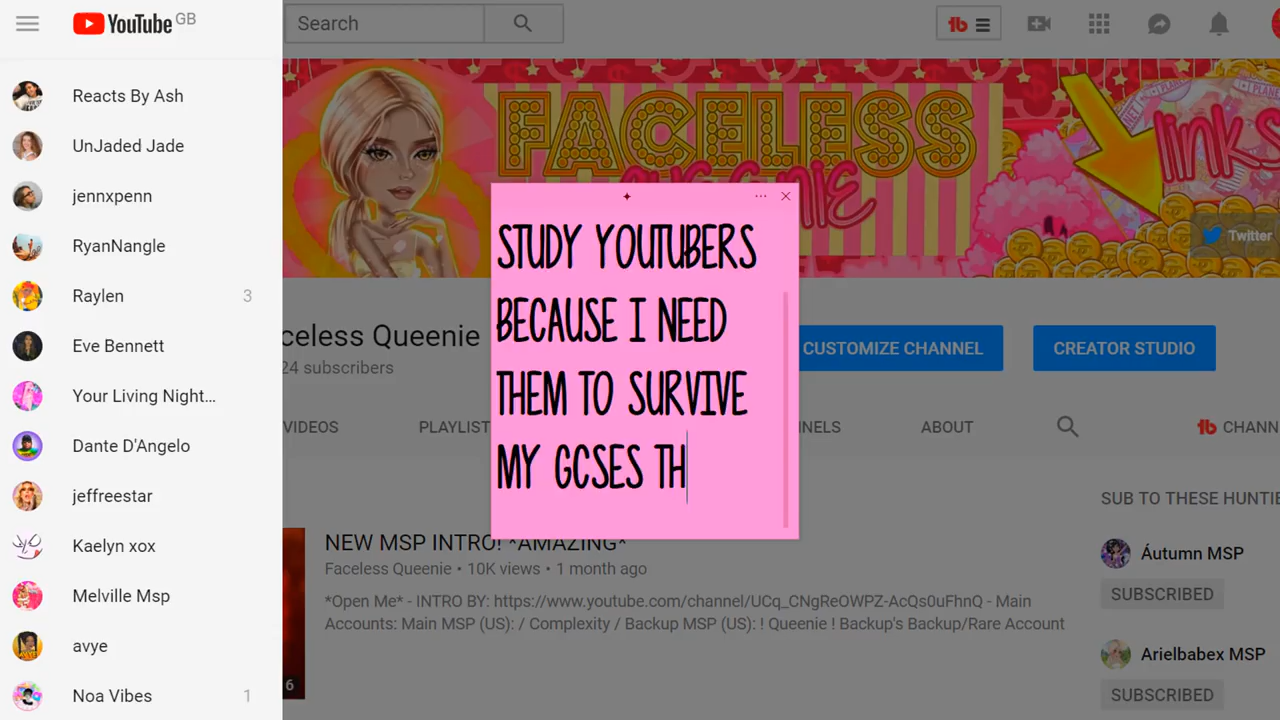 YouTube GB
Search
Reacts By Ash
UnJaded Jade
jennxpenn
RyanNangle
Raylen 3
Eve Bennett
Your Living Night...
Dante D'Angelo
jeffreestar
Kaelyn xox
Melville Msp
avye
Noa Vibes 1
FACELESS
links
Twitter
STUDY YOUTUBERS
BECAUSE I NEED
THEM TO SURVIVE
MY GCSES TH
celess Queenie
24 subscribers
CUSTOMIZE CHANNEL
CREATOR STUDIO
VIDEOS
PLAYLIST
NNELS
ABOUT
CHANN
NEW MSP INTRO! *AMAZING*
Faceless Queenie • 10K views • 1 month ago
*Open Me* - INTRO BY: https://www.youtube.com/channel/UCq_CNgReOWPZ-AcQs0uFhnQ - Main
Accounts: Main MSP (US): / Complexity / Backup MSP (US): ! Queenie ! Backup's Backup/Rare Account
6
SUB TO THESE HUNTIE
Áutumn MSP
SUBSCRIBED
Arielbabex MSP
SUBSCRIBED